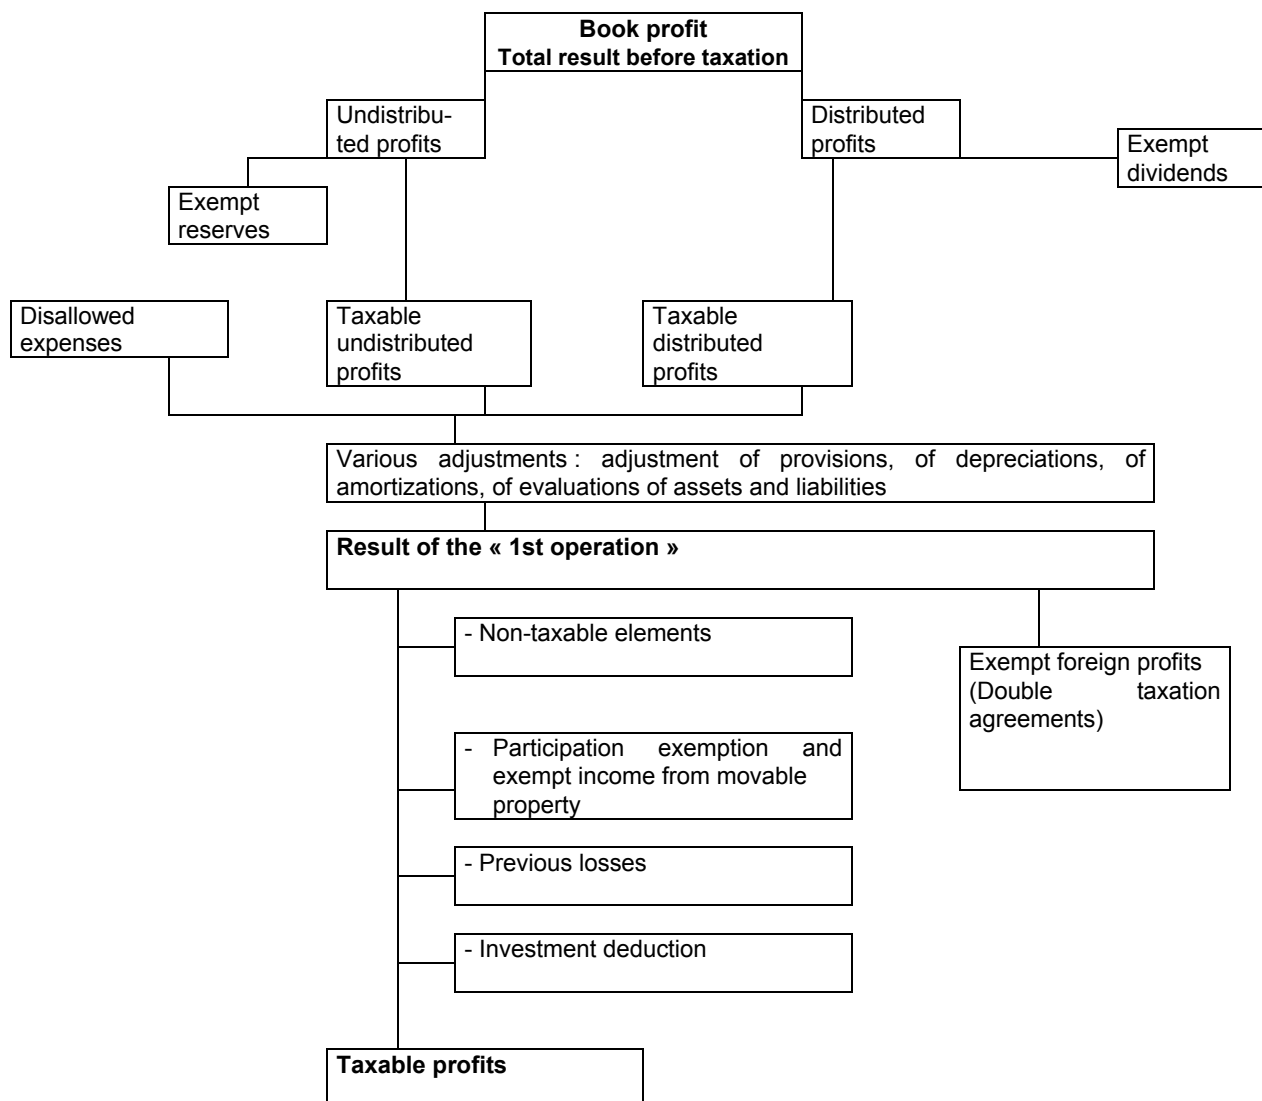 Book profit
Total result before taxation
Undistribu-
ted profits
Distributed
profits
Exempt
dividends
Exempt
reserves
Disallowed
expenses
Taxable
undistributed
profits
Taxable
distributed
profits
Various adjustments : adjustment of provisions, of depreciations, of
amortizations, of evaluations of assets and liabilities
Result of the « 1st operation »
- Non-taxable elements
Exempt foreign profits
(Double taxation
agreements)
- Participation exemption and
exempt income from movable
property
- Previous losses
- Investment deduction
Taxable profits